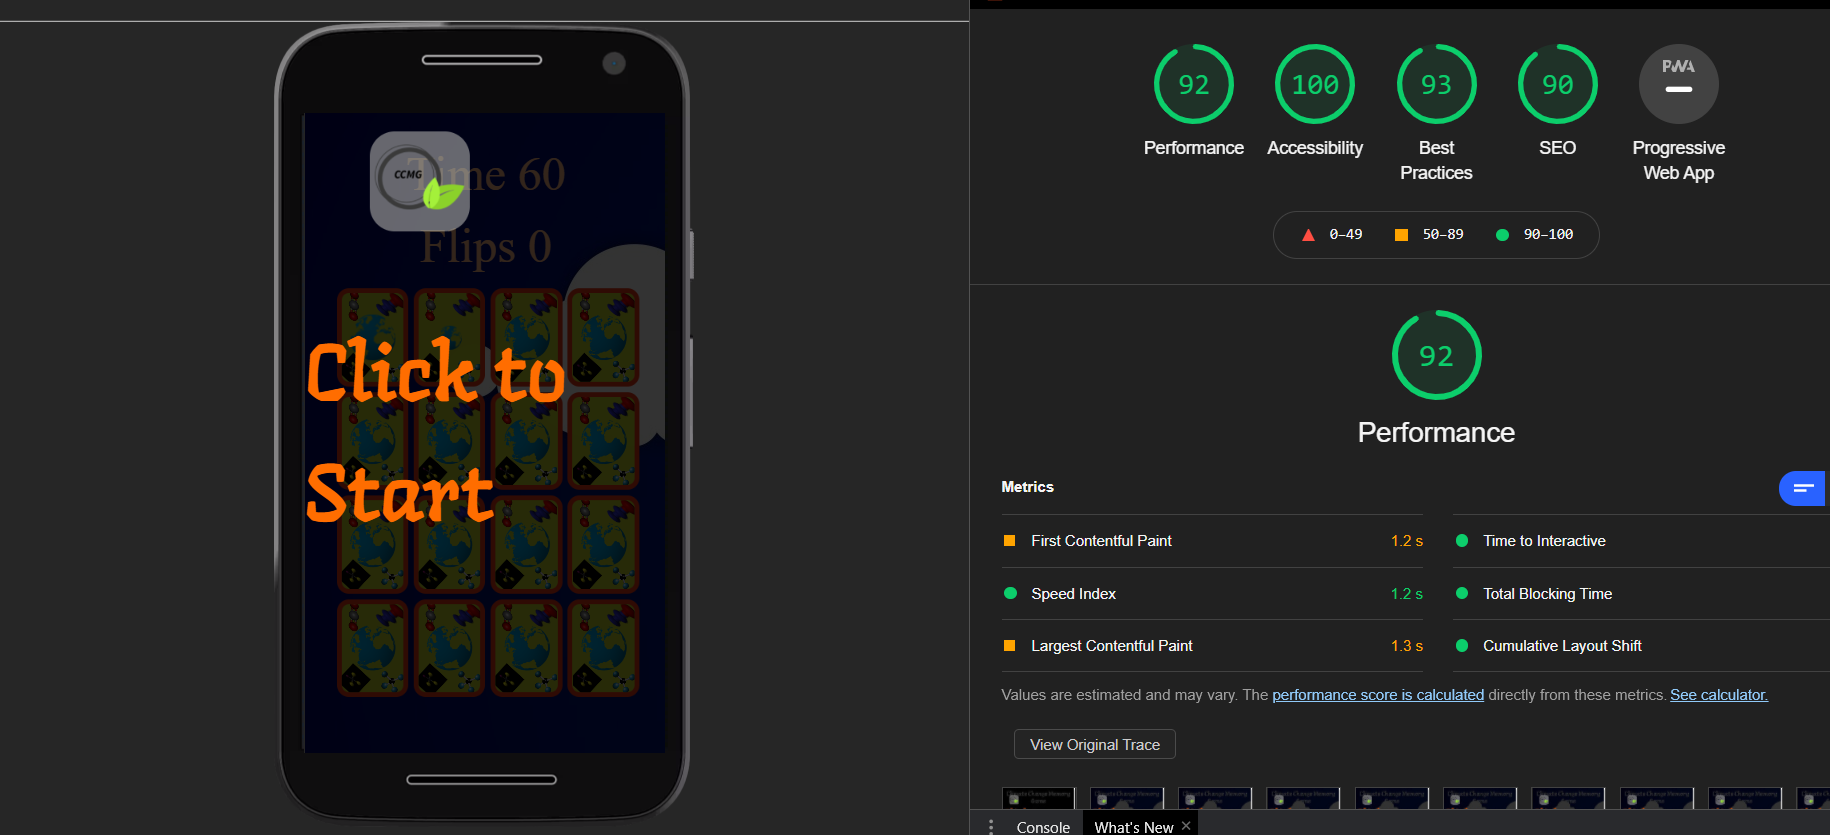 CCMG
Time 60
Flips 0
Click to
Start
92
100
93
90
PWA
Performance
Accessibility
Best
Practices
SEO
Progressive
Web App
0–49
50–89
90–100
92
Performance
Metrics
First Contentful Paint
1.2 s
Time to Interactive
Speed Index
1.2 s
Total Blocking Time
Largest Contentful Paint
1.3 s
Cumulative Layout Shift
Values are estimated and may vary. The performance score is calculated directly from these metrics. See calculator.
View Original Trace
Console
What's New